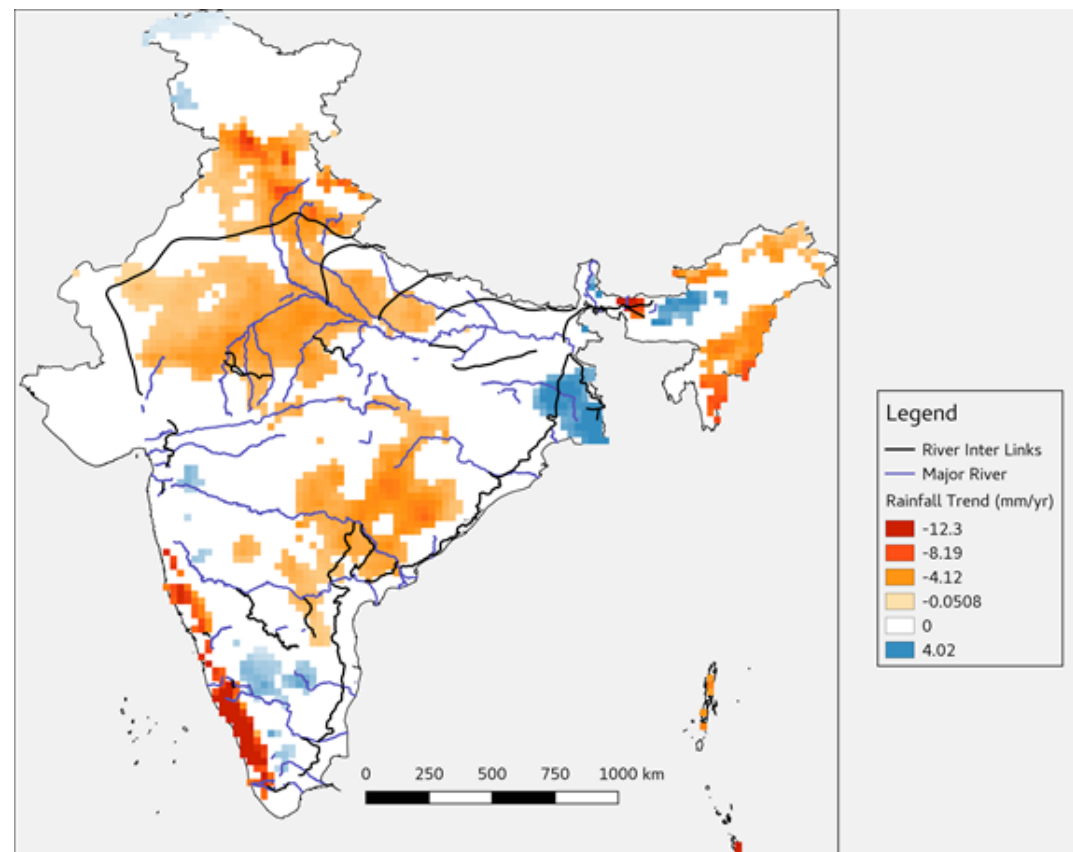 Legend
River Inter Links
Major River
Rainfall Trend (mm/yr)
-12.3
-8.19
-4.12
-0.0508
0
4.02
0 250 500 750 1000 km